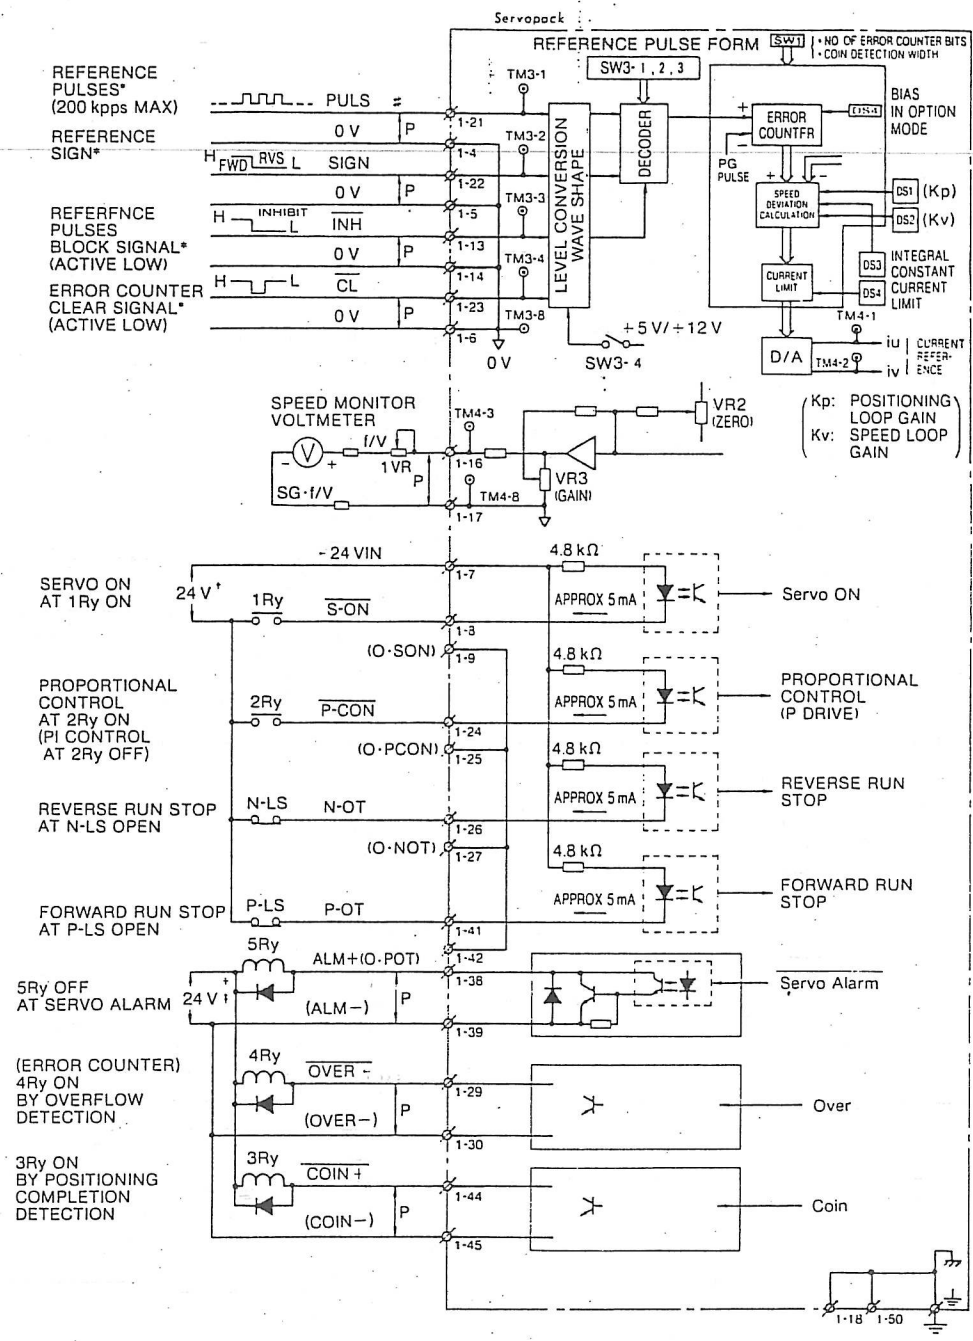 Servopack
REFERENCE PULSE FORM
SW1
* NO OF ERROR COUNTER BITS
* COIN DETECTION WIDTH
SW3-1, 2, 3
REFERENCE
PULSES*
(200 kpps MAX)
PULS
P
1-21
TM3-1
0 V
1-4
REFERENCE
SIGN*
H
FWD
RVS
L
SIGN
P
1-22
TM3-2
0 V
1-5
REFERFNCE
PULSES
BLOCK SIGNAL*
(ACTIVE LOW)
H
INHIBIT
L
INH
P
1-13
TM3-3
0 V
1-14
ERROR COUNTER
CLEAR SIGNAL*
(ACTIVE LOW)
H
L
CL
P
1-23
TM3-4
0 V
1-6
TM3-8
0 V
LEVEL CONVERSION
WAVE SHAPE
DECODER
+5 V/+12 V
SW3-4
+
ERROR
COUNTFR
−
PG
PULSE
DS4
BIAS
IN OPTION
MODE
+
−
SPEED
DEVIATION
CALCULATION
DS1
(Kp)
DS2
(Kv)
DS3
INTEGRAL
CONSTANT
CURRENT
LIMIT
DS4
CURRENT
LIMIT
TM4-1
D/A
TM4-2
iu
iv
CURRENT
REFER-
ENCE
Kp: POSITIONING
LOOP GAIN
Kv: SPEED LOOP
GAIN
SPEED MONITOR
VOLTMETER
V
−
+
f/V
1VR
P
SG·f/V
TM4-3
1-16
TM4-8
1-17
VR2
(ZERO)
VR3
(GAIN)
-24 VIN
1-7
4.8 kΩ
SERVO ON
AT 1Ry ON
24 V†
1Ry
S-ON
1-8
APPROX 5 mA
Servo ON
(0·SON)
1-9
4.8 kΩ
PROPORTIONAL
CONTROL
AT 2Ry ON
(PI CONTROL
AT 2Ry OFF)
2Ry
P-CON
1-24
APPROX 5 mA
PROPORTIONAL
CONTROL
(P DRIVE)
(0·PCON)
1-25
4.8 kΩ
REVERSE RUN STOP
AT N-LS OPEN
N-LS
N-OT
1-26
APPROX 5 mA
REVERSE RUN
STOP
(0·NOT)
1-27
4.8 kΩ
FORWARD RUN STOP
AT P-LS OPEN
P-LS
P-OT
1-41
APPROX 5 mA
FORWARD RUN
STOP
1-42
5Ry OFF
AT SERVO ALARM
24 V
5Ry
ALM+(0·POT)
1-38
P
(ALM−)
1-39
Servo Alarm
(ERROR COUNTER)
4Ry ON
BY OVERFLOW
DETECTION
4Ry
OVER -
1-29
P
(OVER−)
1-30
Over
3Ry ON
BY POSITIONING
COMPLETION
DETECTION
3Ry
COIN +
1-44
P
(COIN−)
1-45
Coin
1-18
1-50